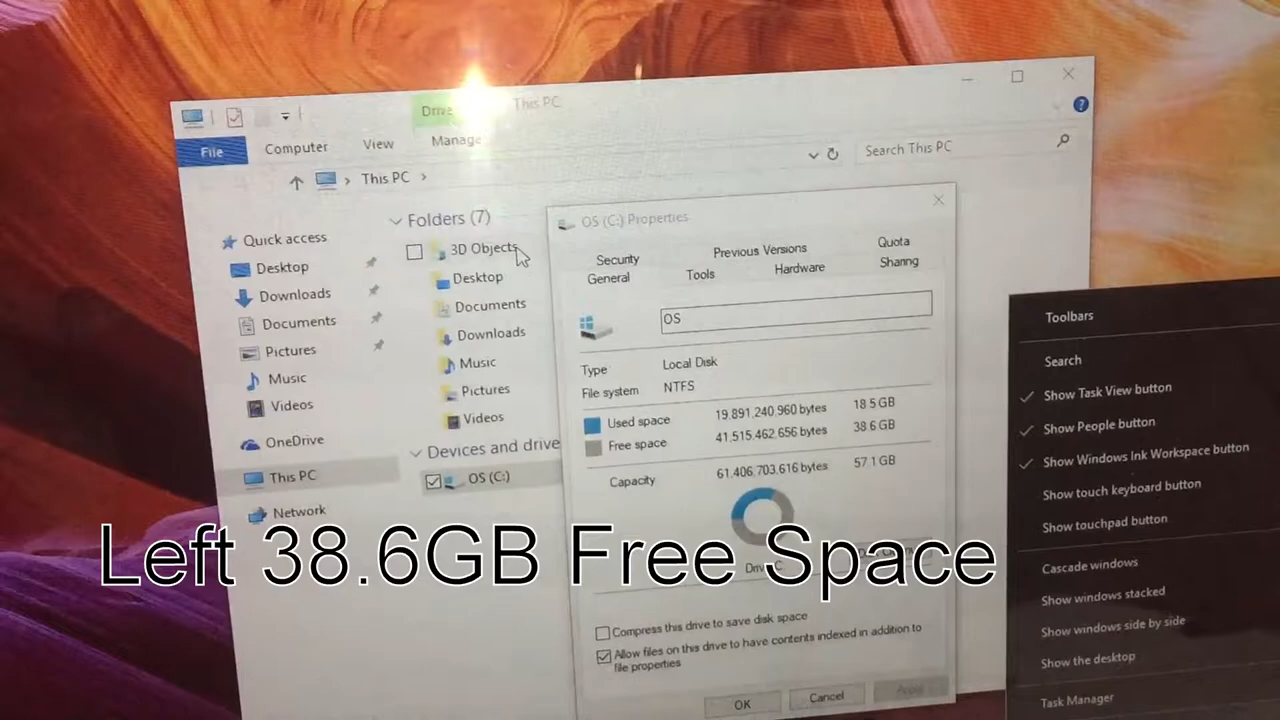 Drive
This PC
File
Computer
View
Manage
This PC
Search This PC
Quick access
Desktop
Downloads
Documents
Pictures
Music
Videos
OneDrive
This PC
Network
Folders (7)
3D Objects
Desktop
Documents
Downloads
Music
Pictures
Videos
Devices and drive
OS (C:)
OS (C:) Properties
Security
Previous Versions
Quota
General
Tools
Hardware
Sharing
OS
Type
Local Disk
File system
NTFS
Used space
19,891,240,960 bytes
18.5 GB
Free space
41,515,462,656 bytes
38.6 GB
Capacity
61,406,703,616 bytes
57.1 GB
Compress this drive to save disk space
Allow files on this drive to have contents indexed in addition to
file properties
OK
Cancel
Apply
Toolbars
Search
Show Task View button
Show People button
Show Windows Ink Workspace button
Show touch keyboard button
Show touchpad button
Cascade windows
Show windows stacked
Show windows side by side
Show the desktop
Task Manager
Left 38.6GB Free Space